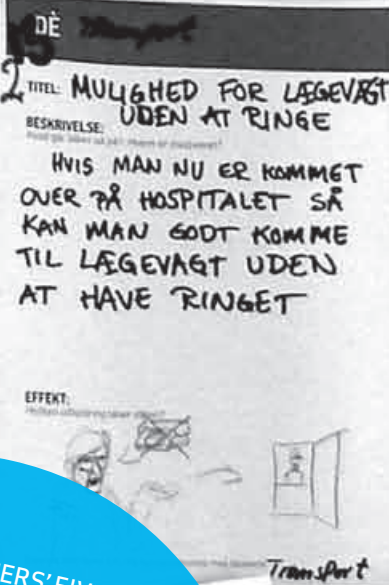 DÈ
2 TITEL: MULIGHED FOR LÆGEVAGT
UDEN AT RINGE
BESKRIVELSE:
HVIS MAN NU ER KOMMET
OVER PÅ HOSPITALET SÅ
KAN MAN GODT KOMME
TIL LÆGEVAGT UDEN
AT HAVE RINGET
EFFEKT:
Transport